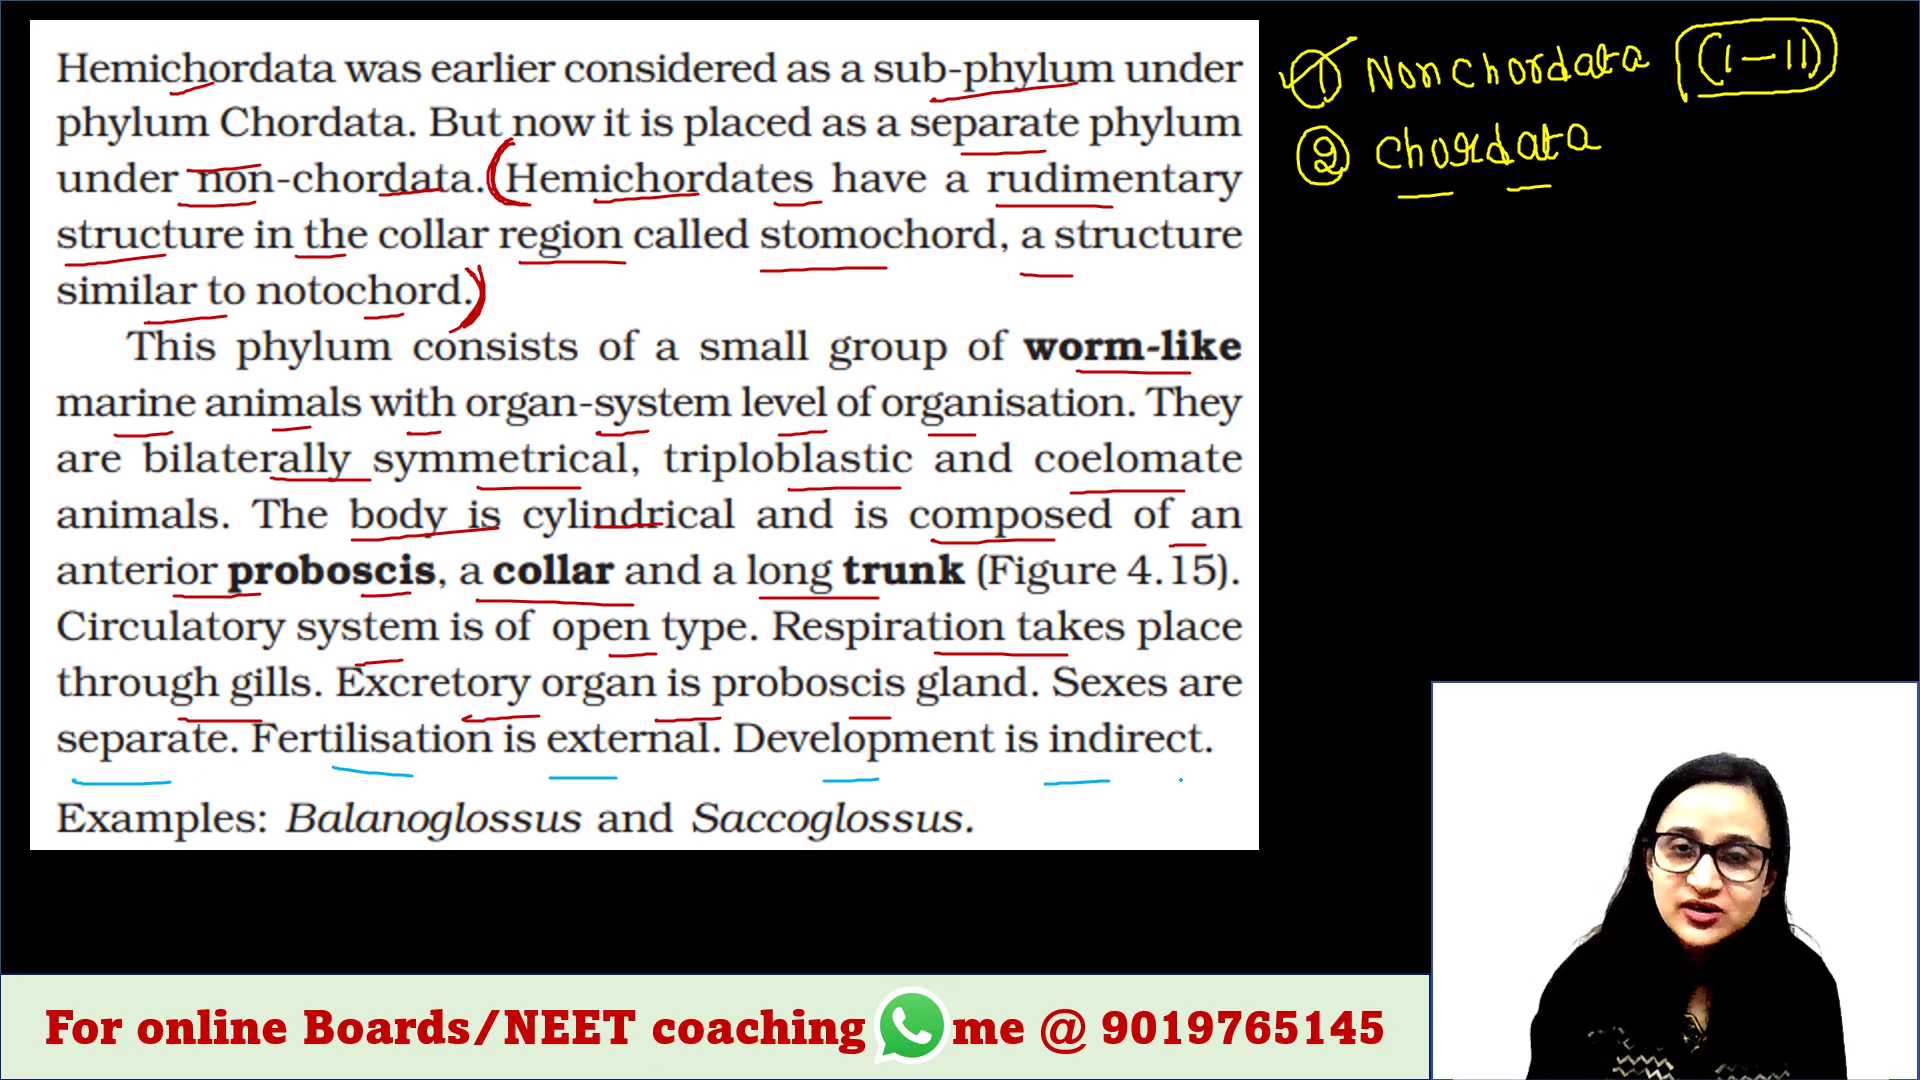 Hemichordata was earlier considered as a sub-phylum under
phylum Chordata. But now it is placed as a separate phylum
under non-chordata. (Hemichordates have a rudimentary
structure in the collar region called stomochord, a structure
similar to notochord.)
This phylum consists of a small group of worm-like
marine animals with organ-system level of organisation. They
are bilaterally symmetrical, triploblastic and coelomate
animals. The body is cylindrical and is composed of an
anterior proboscis, a collar and a long trunk (Figure 4.15).
Circulatory system is of open type. Respiration takes place
through gills. Excretory organ is proboscis gland. Sexes are
separate. Fertilisation is external. Development is indirect.
Examples: Balanoglossus and Saccoglossus.
① Nonchordata (1-11)
② Chordata
For online Boards/NEET coaching me @ 9019765145